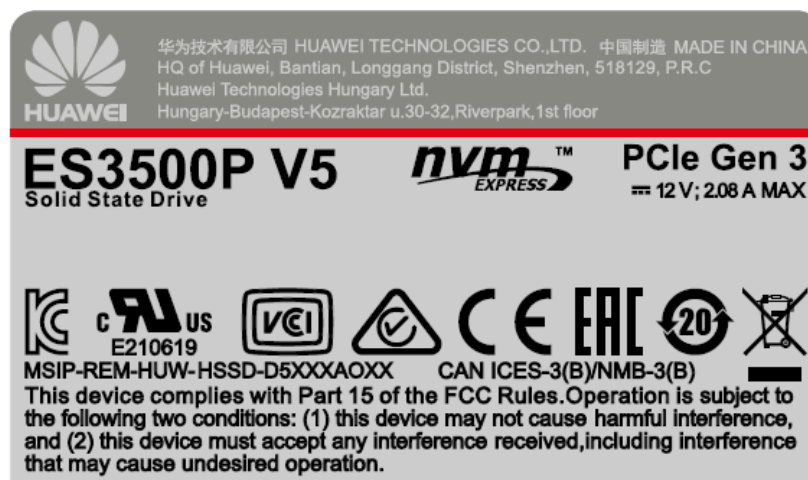 华为技术有限公司 HUAWEI TECHNOLOGIES CO.,LTD. 中国制造 MADE IN CHINA
HQ of Huawei, Bantian, Longgang District, Shenzhen, 518129, P.R.C
Huawei Technologies Hungary Ltd.
Hungary-Budapest-Kozraktar u.30-32,Riverpark,1st floor
HUAWEI
ES3500P V5
Solid State Drive
nvm EXPRESS ™
PCIe Gen 3
12 V; 2.08 A MAX
c RU US
E210619
VCI
CE
EAC
20
MSIP-REM-HUW-HSSD-D5XXXAOXX
CAN ICES-3(B)/NMB-3(B)
This device complies with Part 15 of the FCC Rules.Operation is subject to
the following two conditions: (1) this device may not cause harmful interference,
and (2) this device must accept any interference received,including interference
that may cause undesired operation.